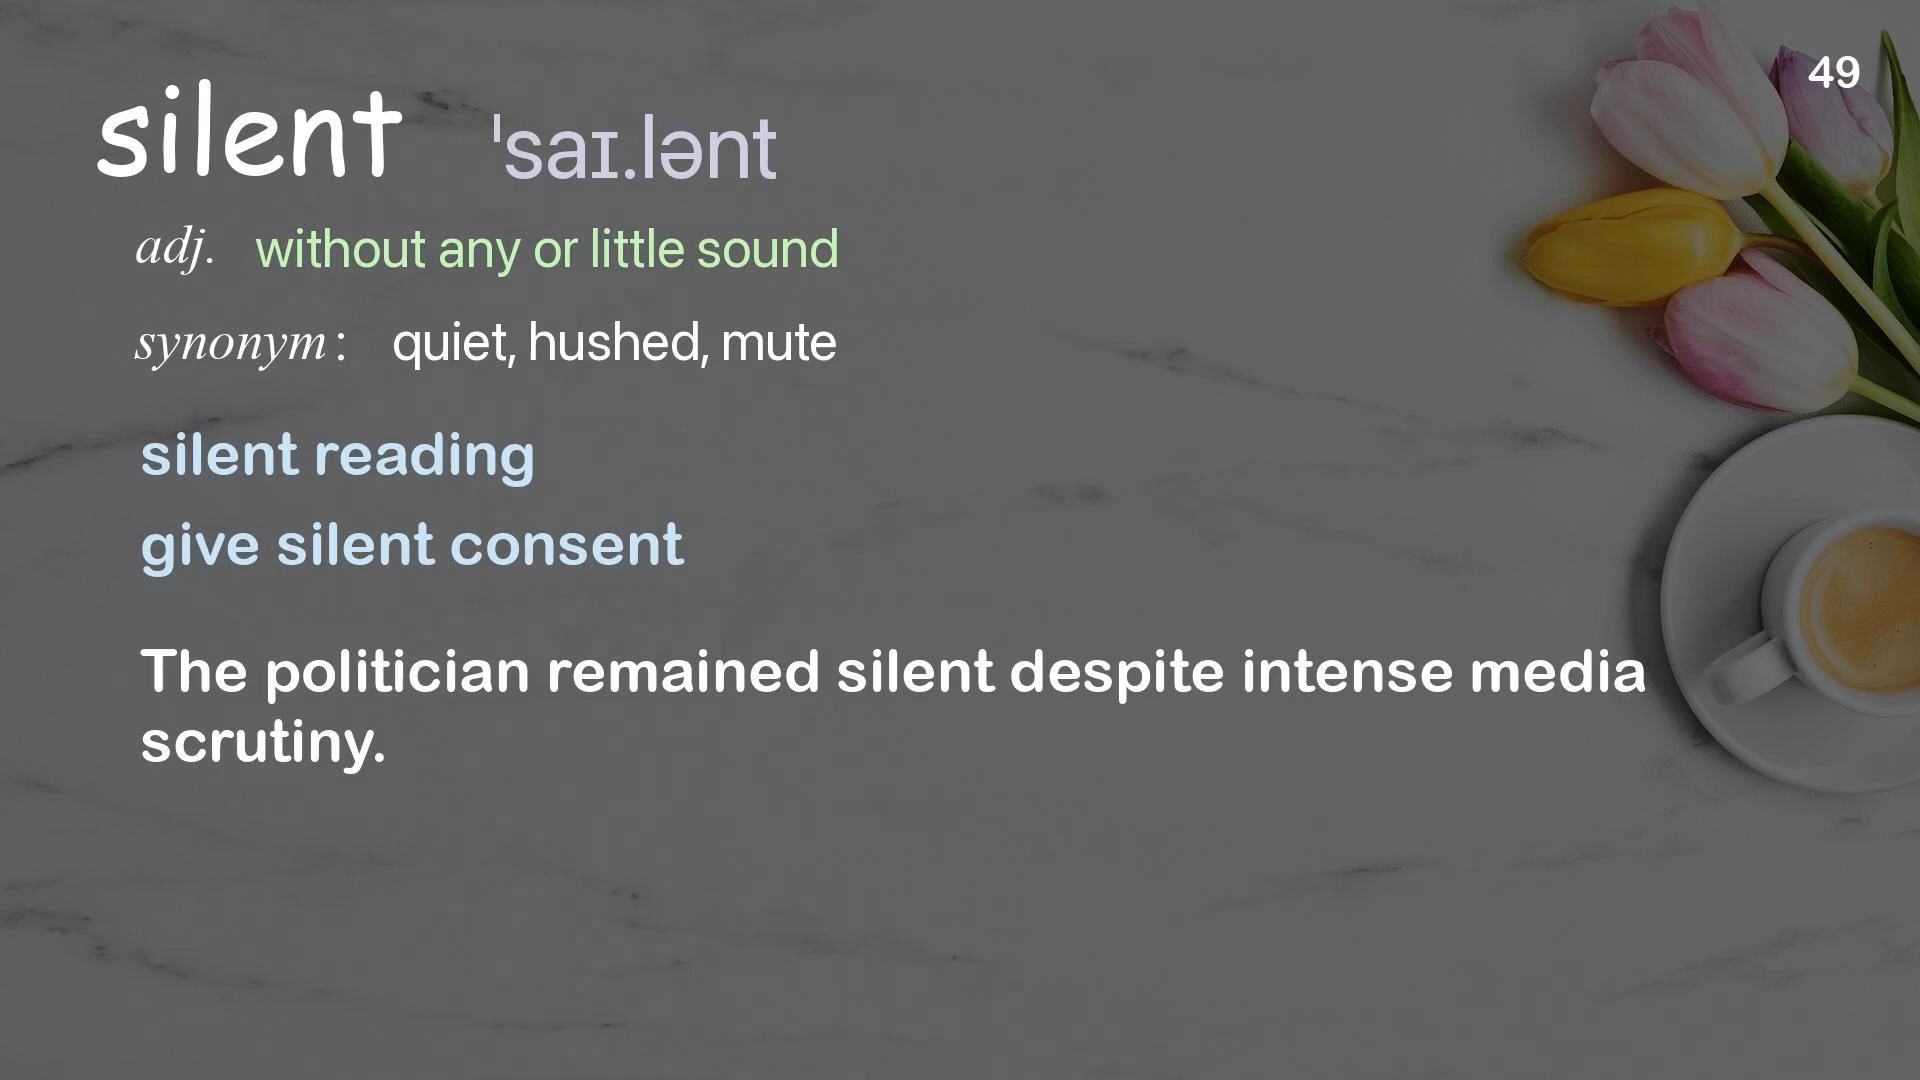 49
silent ˈsaɪ.lənt
adj. without any or little sound
synonym: quiet, hushed, mute
silent reading
give silent consent
The politician remained silent despite intense media
scrutiny.